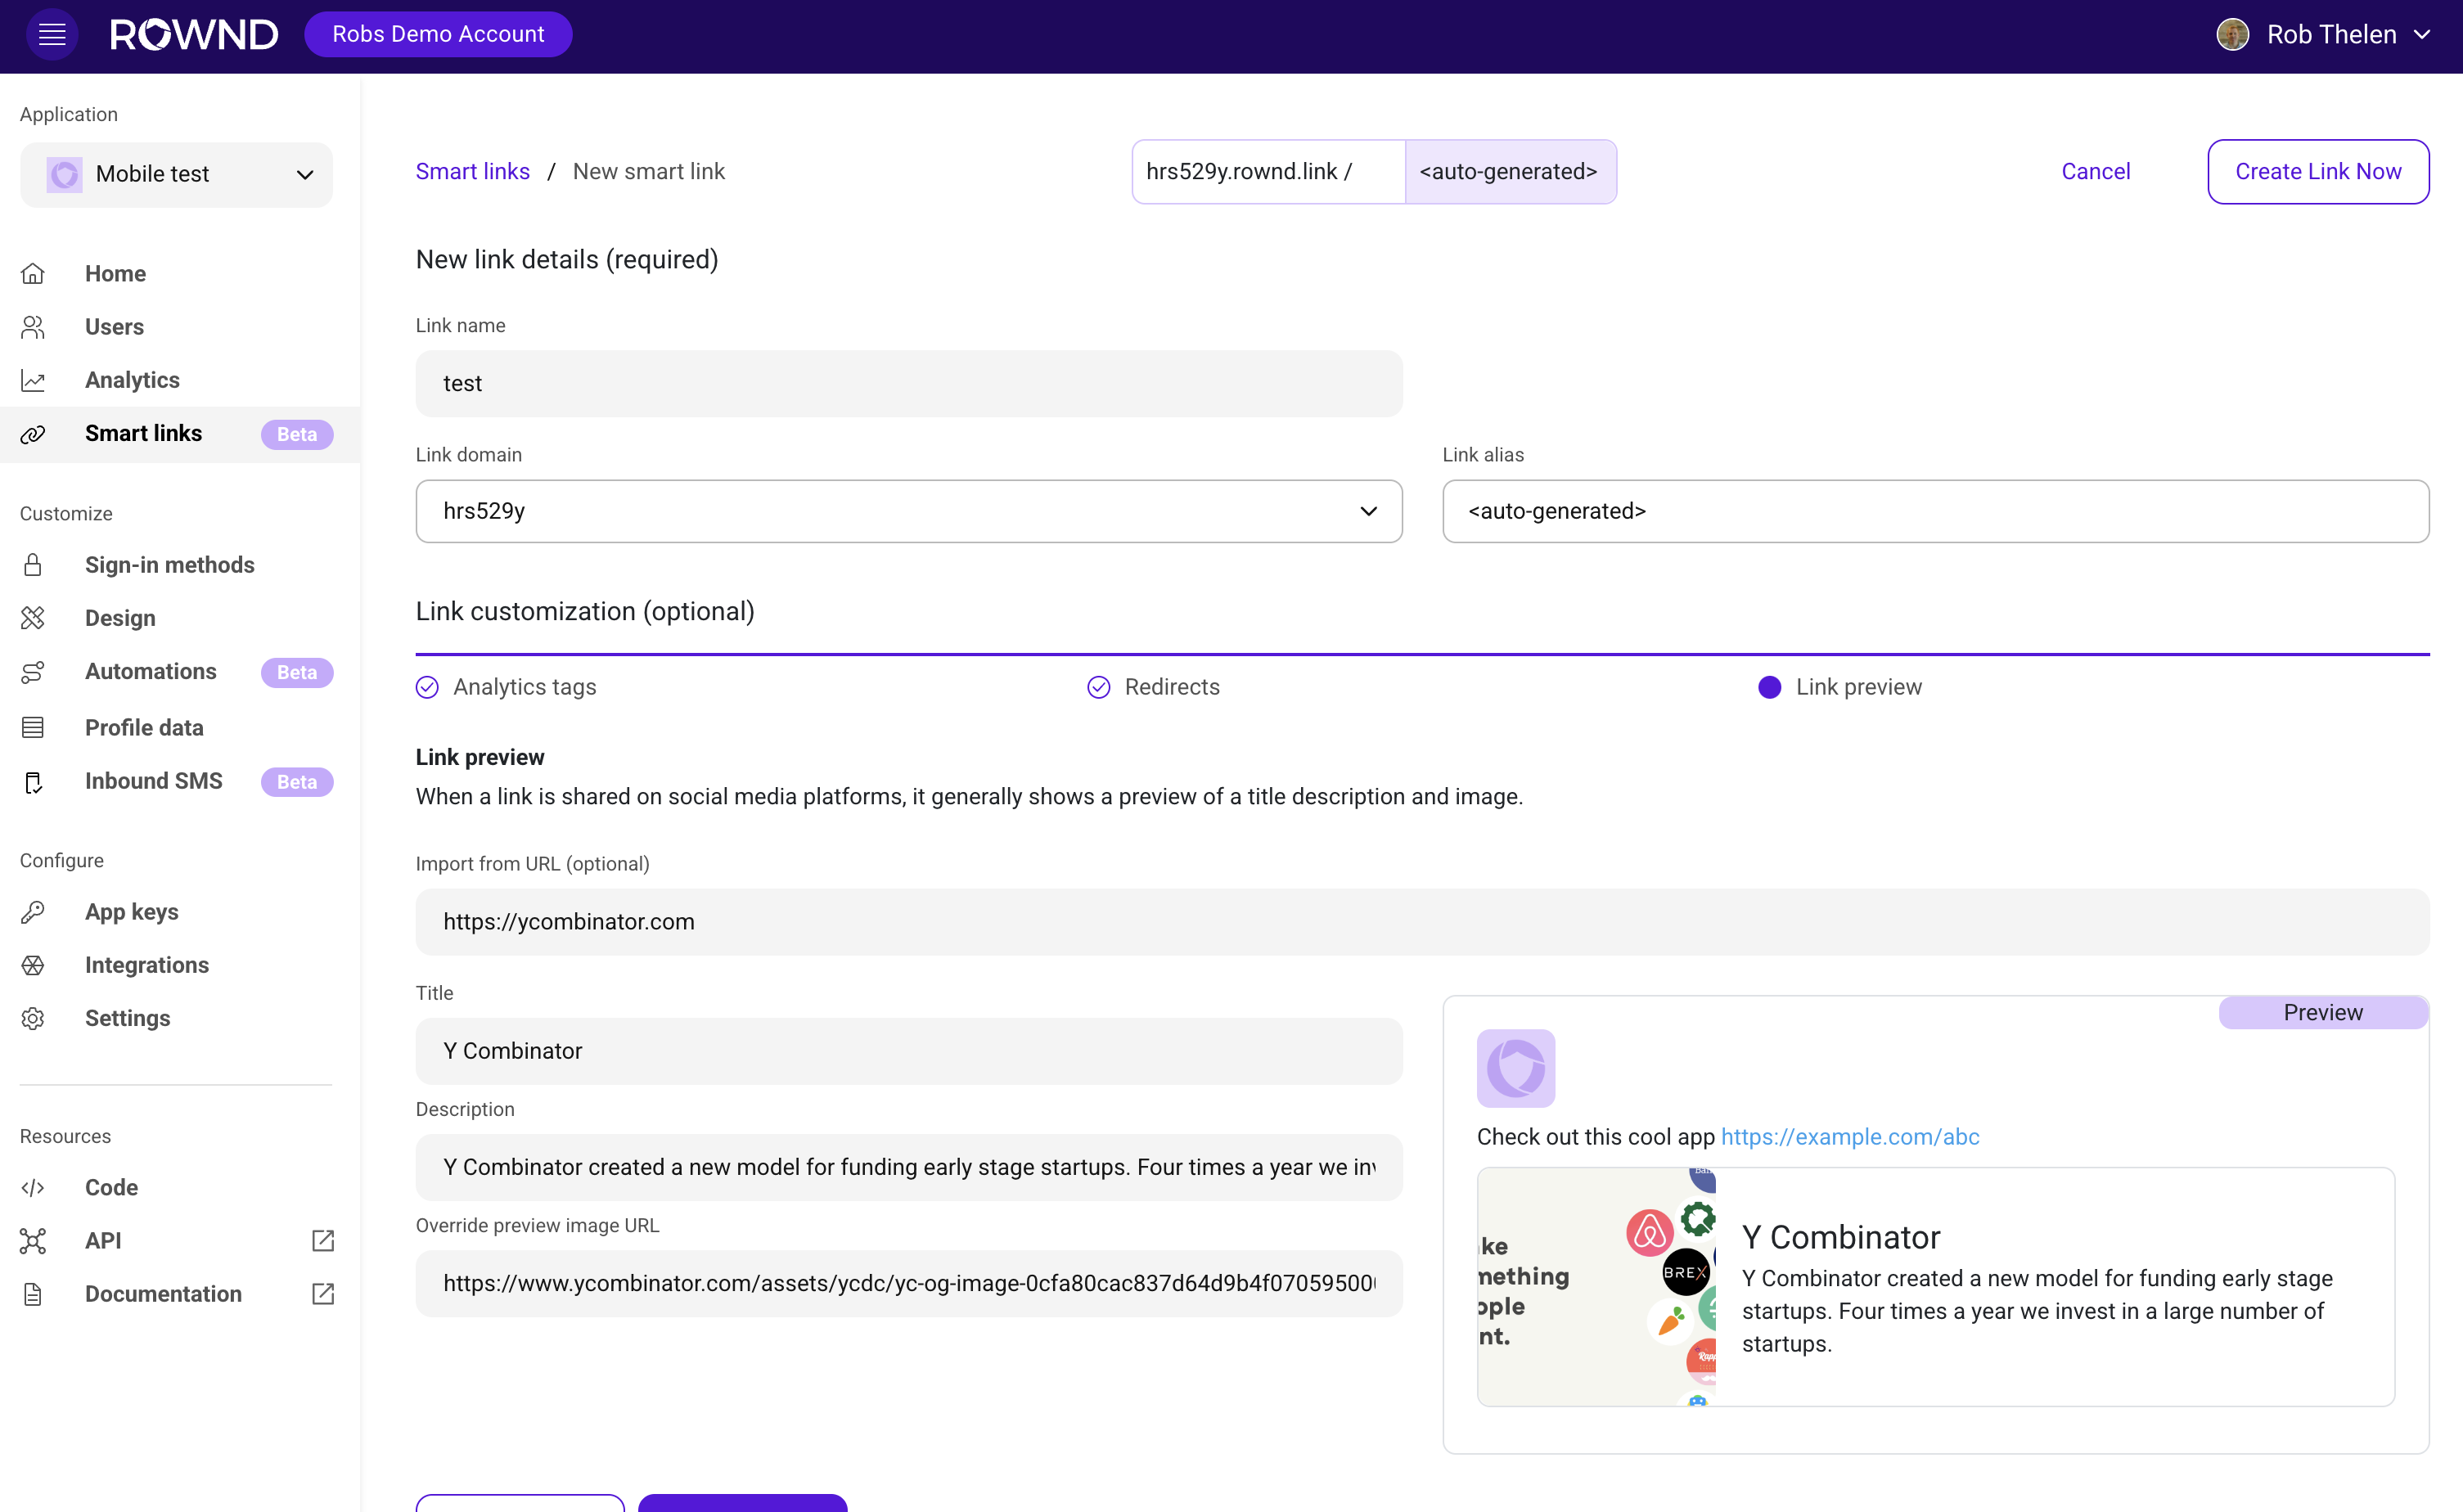 ROWND
Robs Demo Account
Rob Thelen
Application
Mobile test
Home
Users
Analytics
Smart links Beta
Customize
Sign-in methods
Design
Automations Beta
Profile data
Inbound SMS Beta
Configure
App keys
Integrations
Settings
Resources
Code
API
Documentation
Smart links / New smart link
hrs529y.rownd.link / <auto-generated>
Cancel
Create Link Now
New link details (required)
Link name
test
Link domain
hrs529y
Link alias
<auto-generated>
Link customization (optional)
Analytics tags
Redirects
Link preview
Link preview
When a link is shared on social media platforms, it generally shows a preview of a title description and image.
Import from URL (optional)
https://ycombinator.com
Title
Y Combinator
Description
Y Combinator created a new model for funding early stage startups. Four times a year we inv
Override preview image URL
https://www.ycombinator.com/assets/ycdc/yc-og-image-0cfa80cac837d64d9b4f070595000
Preview
Check out this cool app https://example.com/abc
ke
mething
ople
nt.
BREX
Y Combinator
Y Combinator created a new model for funding early stage
startups. Four times a year we invest in a large number of
startups.